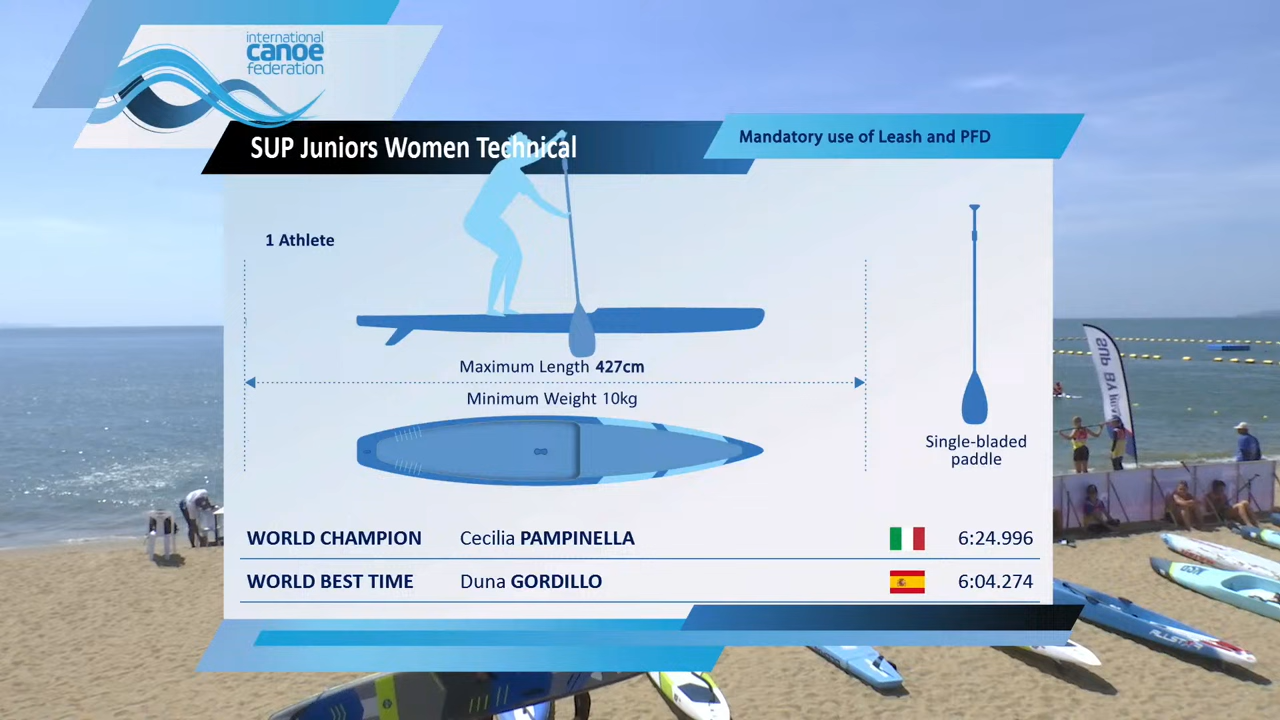 international
canoe
federation
SUP Juniors Women Technical
Mandatory use of Leash and PFD
1 Athlete
Maximum Length 427cm
Minimum Weight 10kg
Single-bladed
paddle
WORLD CHAMPION Cecilia PAMPINELLA 6:24.996
WORLD BEST TIME Duna GORDILLO 6:04.274
SUP
ALLSTAR